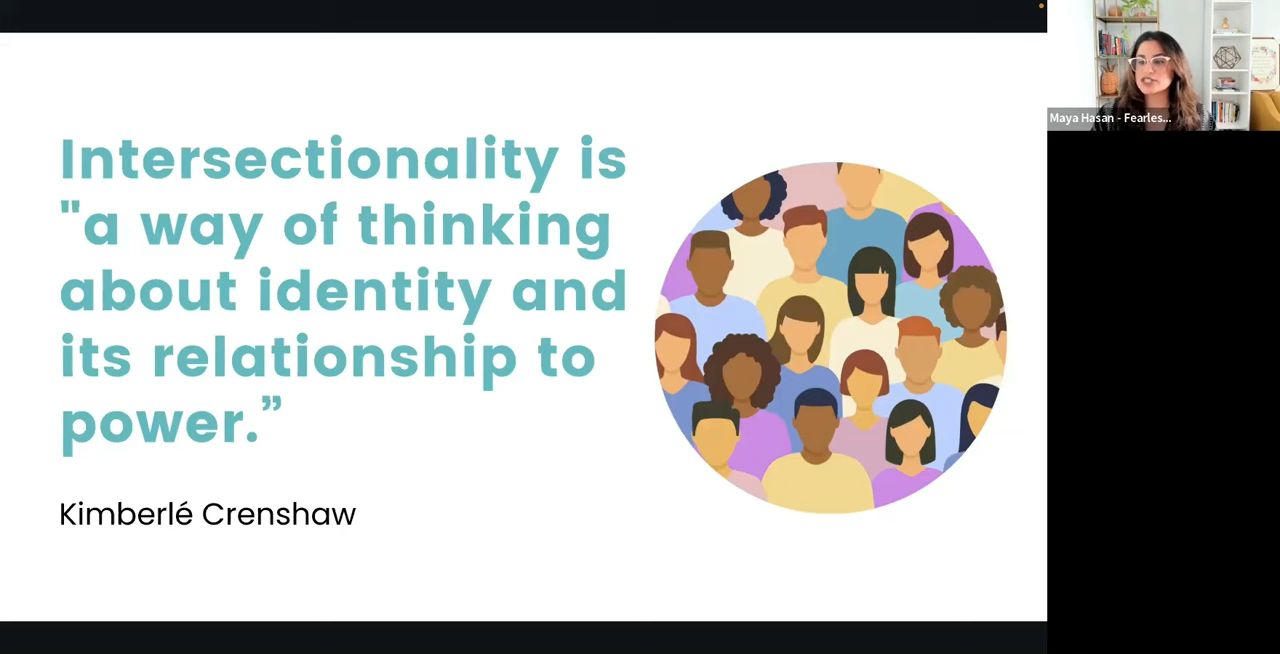 Intersectionality is
"a way of thinking
about identity and
its relationship to
power.”
Kimberlé Crenshaw
Maya Hasan - Fearles...